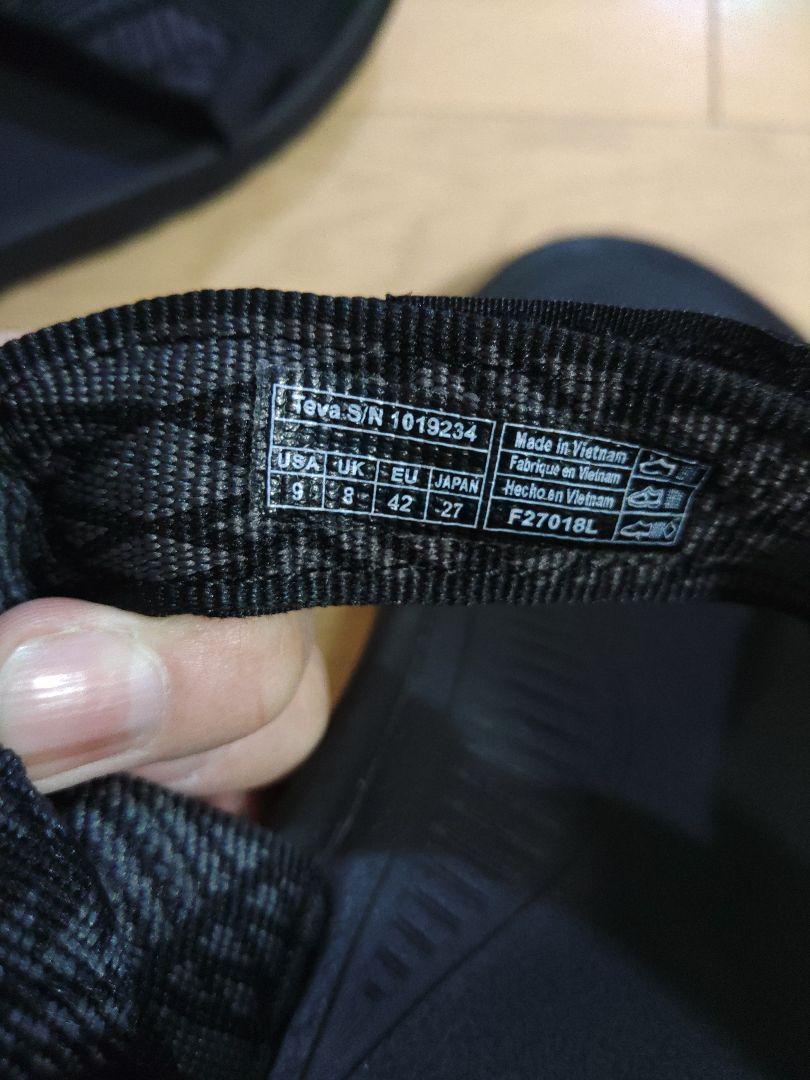 Teva:S/N 1019234
USA UK EU JAPAN
9 8 42 27
Made in Vietnam
Fabrique en Vietnam
Hecho en Vietnam
F27018L